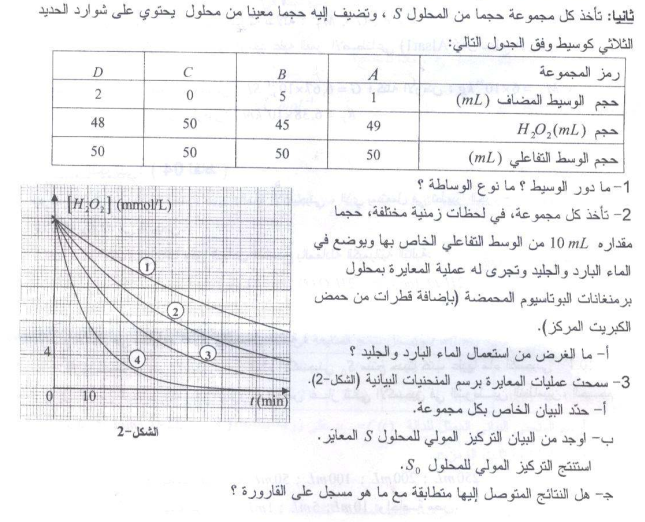 ثانيا: تأخذ كل مجموعة حجما من المحلول S ، وتضيف إليه حجما معينا من محلول يحتوي على شوارد الحديد
الثلاثي كوسيط وفق الجدول التالي:
رمز المجموعة A B C D
حجم الوسيط المضاف (mL) 1 5 0 2
حجم H₂O₂(mL) 49 45 50 48
حجم الوسط التفاعلي (mL) 50 50 50 50
1- ما دور الوسيط ؟ ما نوع الوساطة ؟
2- تأخذ كل مجموعة، في لحظات زمنية مختلفة، حجما
مقداره 10 mL من الوسط التفاعلي الخاص بها ويوضع في
الماء البارد والجليد وتجرى له عملية المعايرة بمحلول
برمنغانات البوتاسيوم المحمضة (بإضافة قطرات من حمض
الكبريت المركز).
أ- ما الغرض من استعمال الماء البارد والجليد ؟
3- سمحت عمليات المعايرة برسم المنحنيات البيانية (الشكل-2).
أ- حدّد البيان الخاص بكل مجموعة.
ب- اوجد من البيان التركيز المولي للمحلول S المعايَر.
استنتج التركيز المولي للمحلول S₀.
ج- هل النتائج المتوصل إليها متطابقة مع ما هو مسجل على القارورة ؟
[H₂O₂] (mmol/L)
1
2
3
4
4
0 10 t(min)
الشكل-2